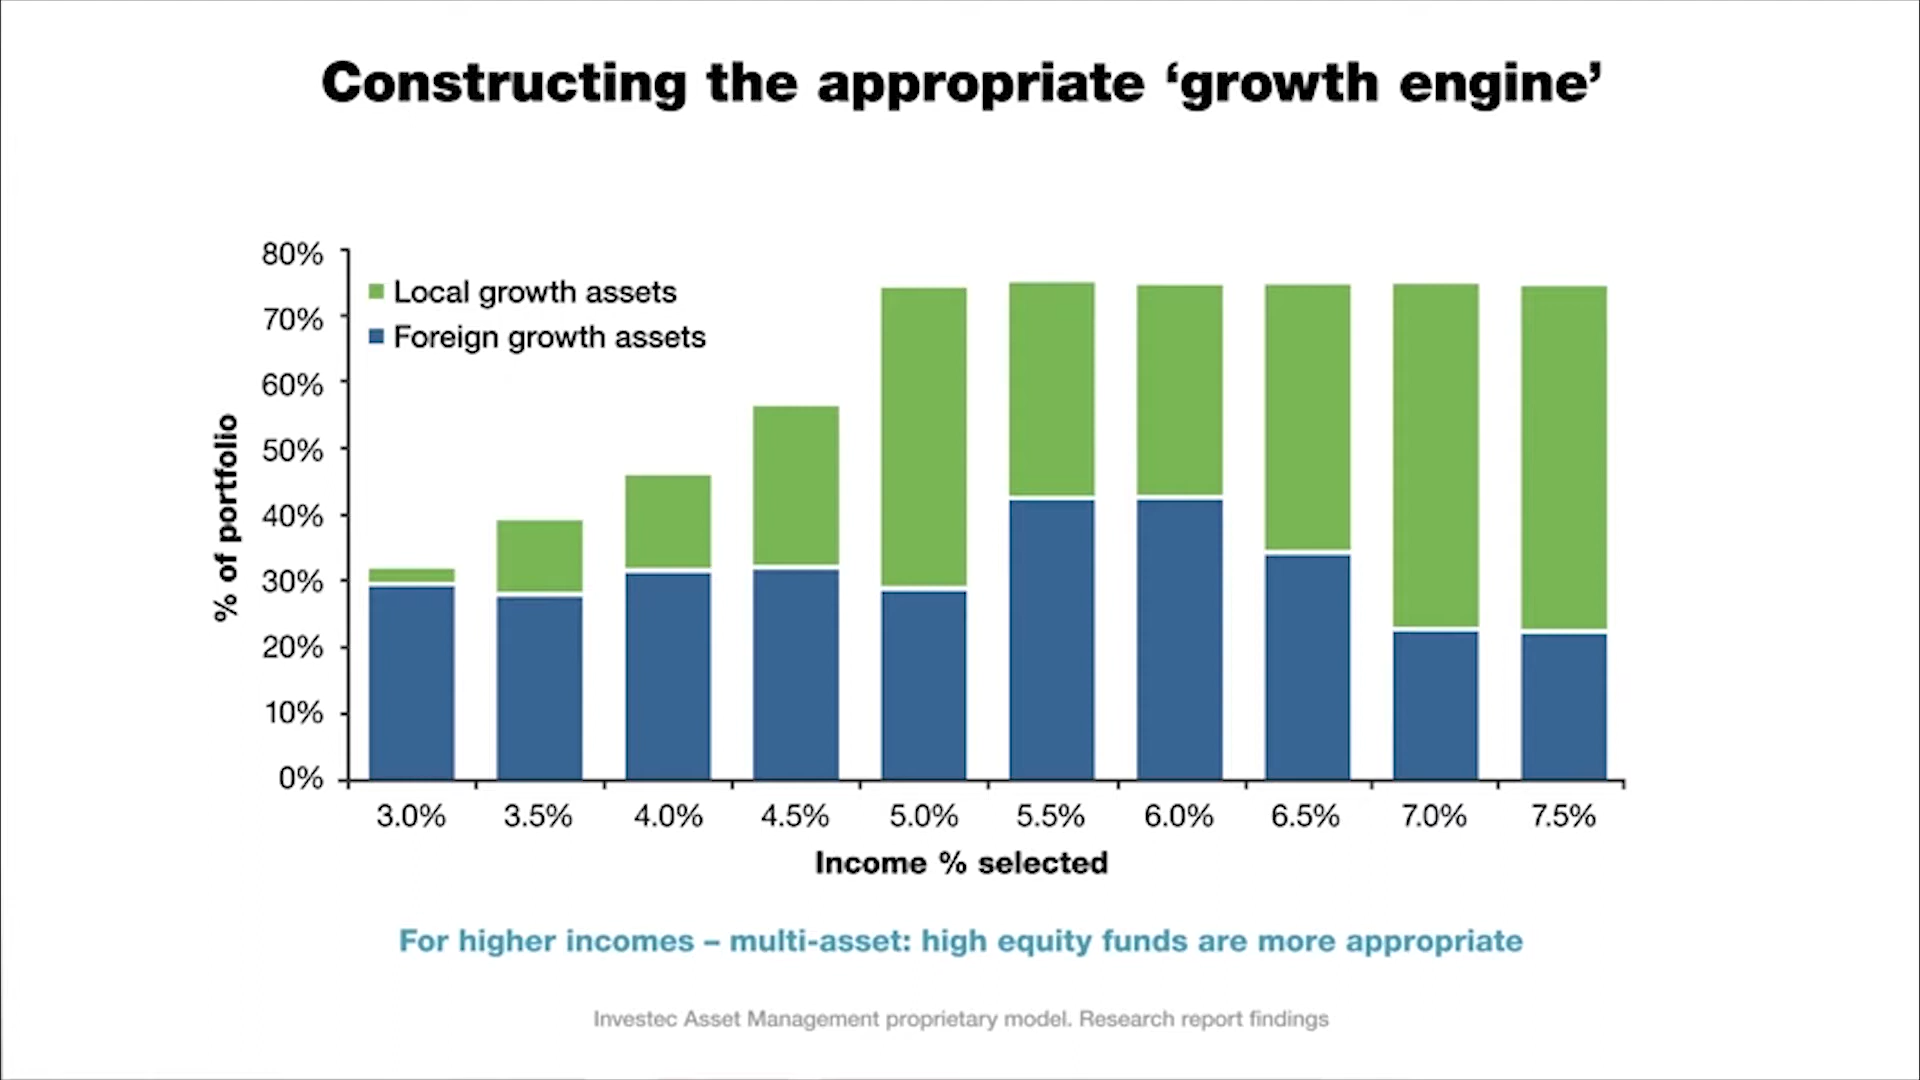 Constructing the appropriate ‘growth engine’
80%
70%
60%
50%
40%
30%
20%
10%
0%
% of portfolio
Local growth assets
Foreign growth assets
3.0% 3.5% 4.0% 4.5% 5.0% 5.5% 6.0% 6.5% 7.0% 7.5%
Income % selected
For higher incomes – multi-asset: high equity funds are more appropriate
Investec Asset Management proprietary model. Research report findings